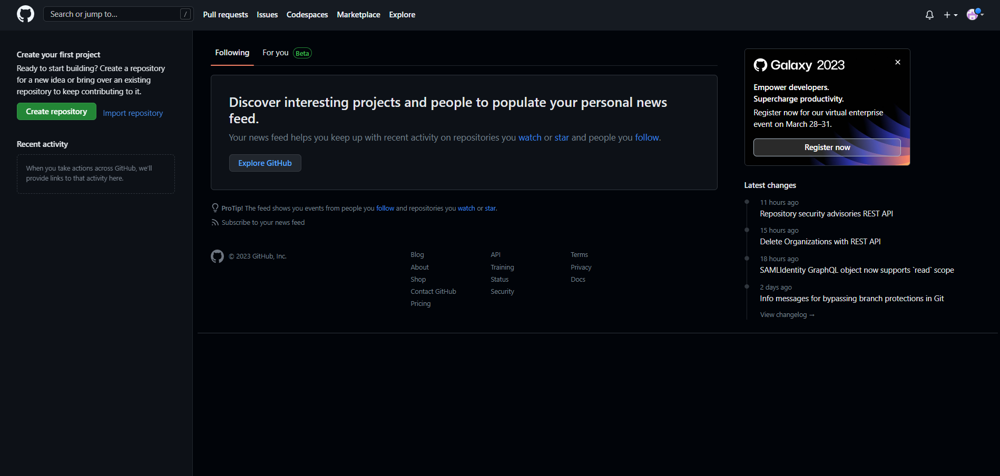 Search or jump to... /
Pull requests
Issues
Codespaces
Marketplace
Explore
Create your first project
Ready to start building? Create a repository
for a new idea or bring over an existing
repository to keep contributing to it.
Create repository
Import repository
Recent activity
When you take actions across GitHub, we'll
provide links to that activity here.
Following
For you Beta
Discover interesting projects and people to populate your personal news
feed.
Your news feed helps you keep up with recent activity on repositories you watch or star and people you follow.
Explore GitHub
ProTip! The feed shows you events from people you follow and repositories you watch or star.
Subscribe to your news feed
© 2023 GitHub, Inc.
Blog
About
Shop
Contact GitHub
Pricing
API
Training
Status
Security
Terms
Privacy
Docs
Galaxy 2023
Empower developers.
Supercharge productivity.
Register now for our virtual enterprise
event on March 28–31.
Register now
Latest changes
11 hours ago
Repository security advisories REST API
15 hours ago
Delete Organizations with REST API
18 hours ago
SAMLIdentity GraphQL object now supports `read` scope
2 days ago
Info messages for bypassing branch protections in Git
View changelog →